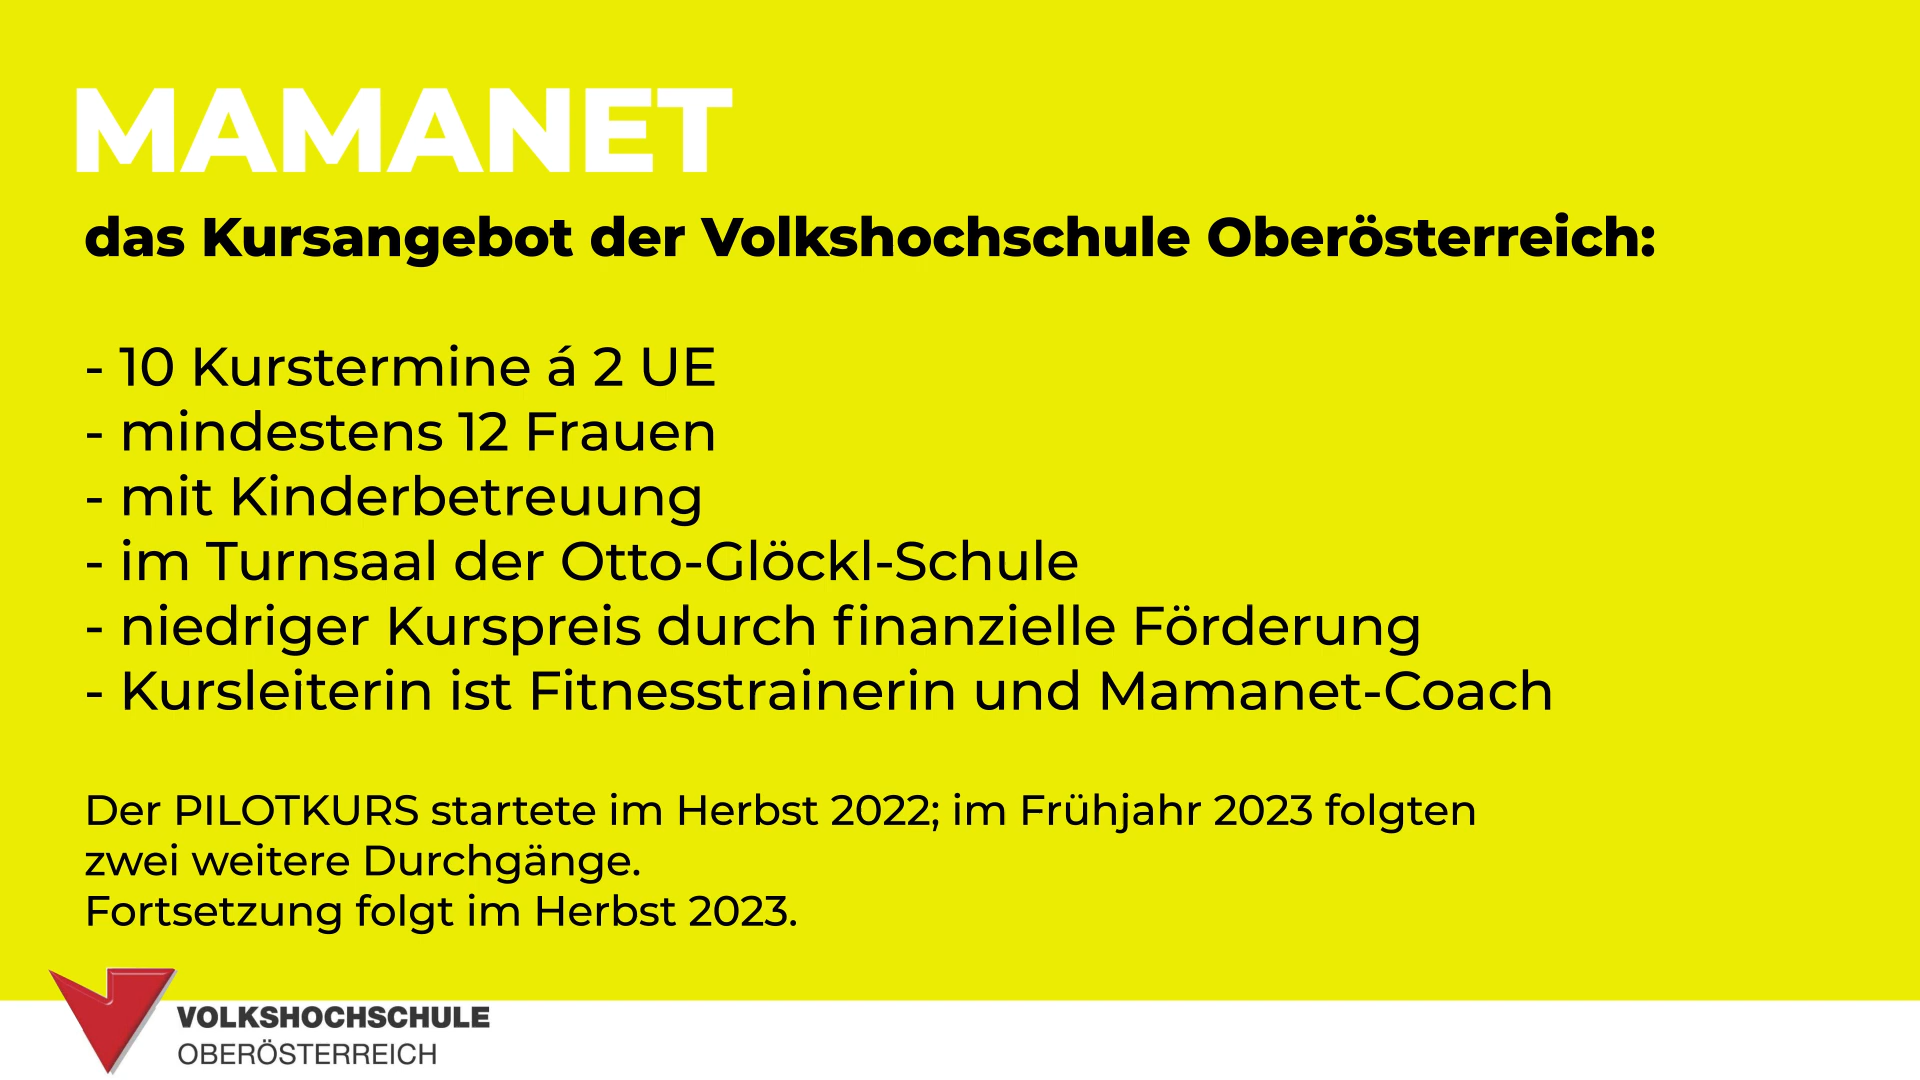 MAMANET
das Kursangebot der Volkshochschule Oberösterreich:
- 10 Kurstermine á 2 UE
- mindestens 12 Frauen
- mit Kinderbetreuung
- im Turnsaal der Otto-Glöckl-Schule
- niedriger Kurspreis durch finanzielle Förderung
- Kursleiterin ist Fitnesstrainerin und Mamanet-Coach
Der PILOTKURS startete im Herbst 2022; im Frühjahr 2023 folgten
zwei weitere Durchgänge.
Fortsetzung folgt im Herbst 2023.
VOLKSHOCHSCHULE
OBERÖSTERREICH